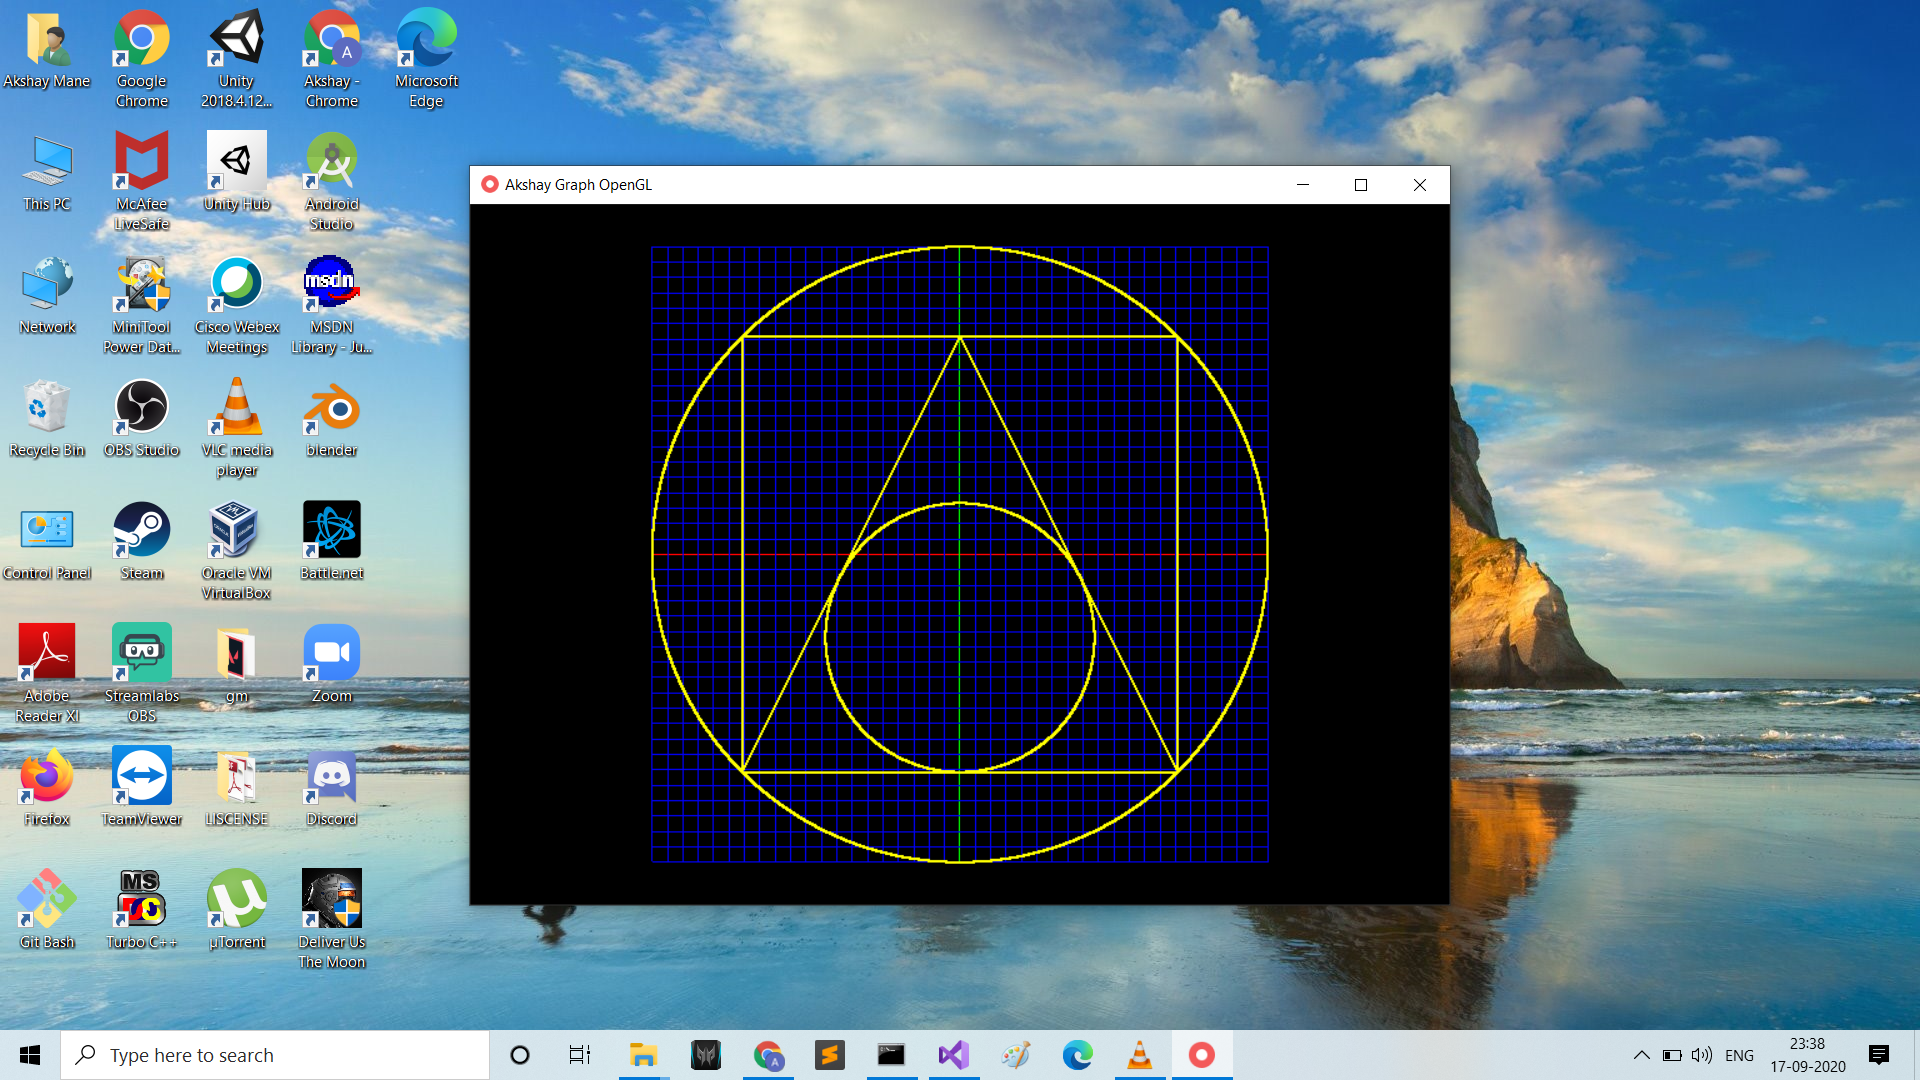 Akshay Mane
Google
Chrome
Unity
2018.4.12...
Akshay -
Chrome
A
Microsoft
Edge
This PC
McAfee
LiveSafe
Unity Hub
Android
Studio
Network
MiniTool
Power Dat...
Cisco Webex
Meetings
msdn
MSDN
Library - Ju...
Recycle Bin
OBS Studio
VLC media
player
blender
Control Panel
Steam
Oracle VM
VirtualBox
Battle.net
Adobe
Reader XI
Streamlabs
OBS
gm
Zoom
Firefox
TeamViewer
LISCENSE
Discord
Git Bash
MS
Turbo C++
µTorrent
Deliver Us
The Moon
Akshay Graph OpenGL
Type here to search
A
ENG
23:38
17-09-2020